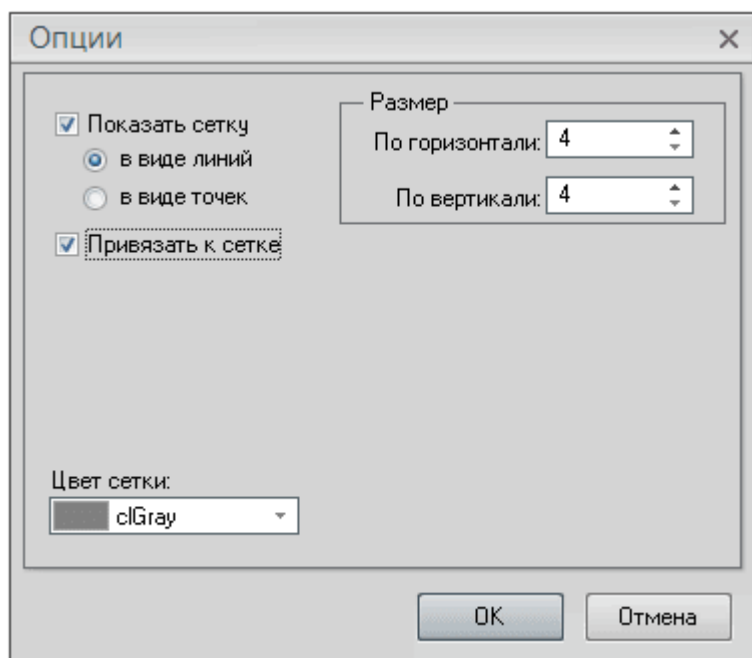 Опции
Показать сетку
в виде линий
в виде точек
Привязать к сетке
Размер
По горизонтали: 4
По вертикали: 4
Цвет сетки:
clGray
OK
Отмена